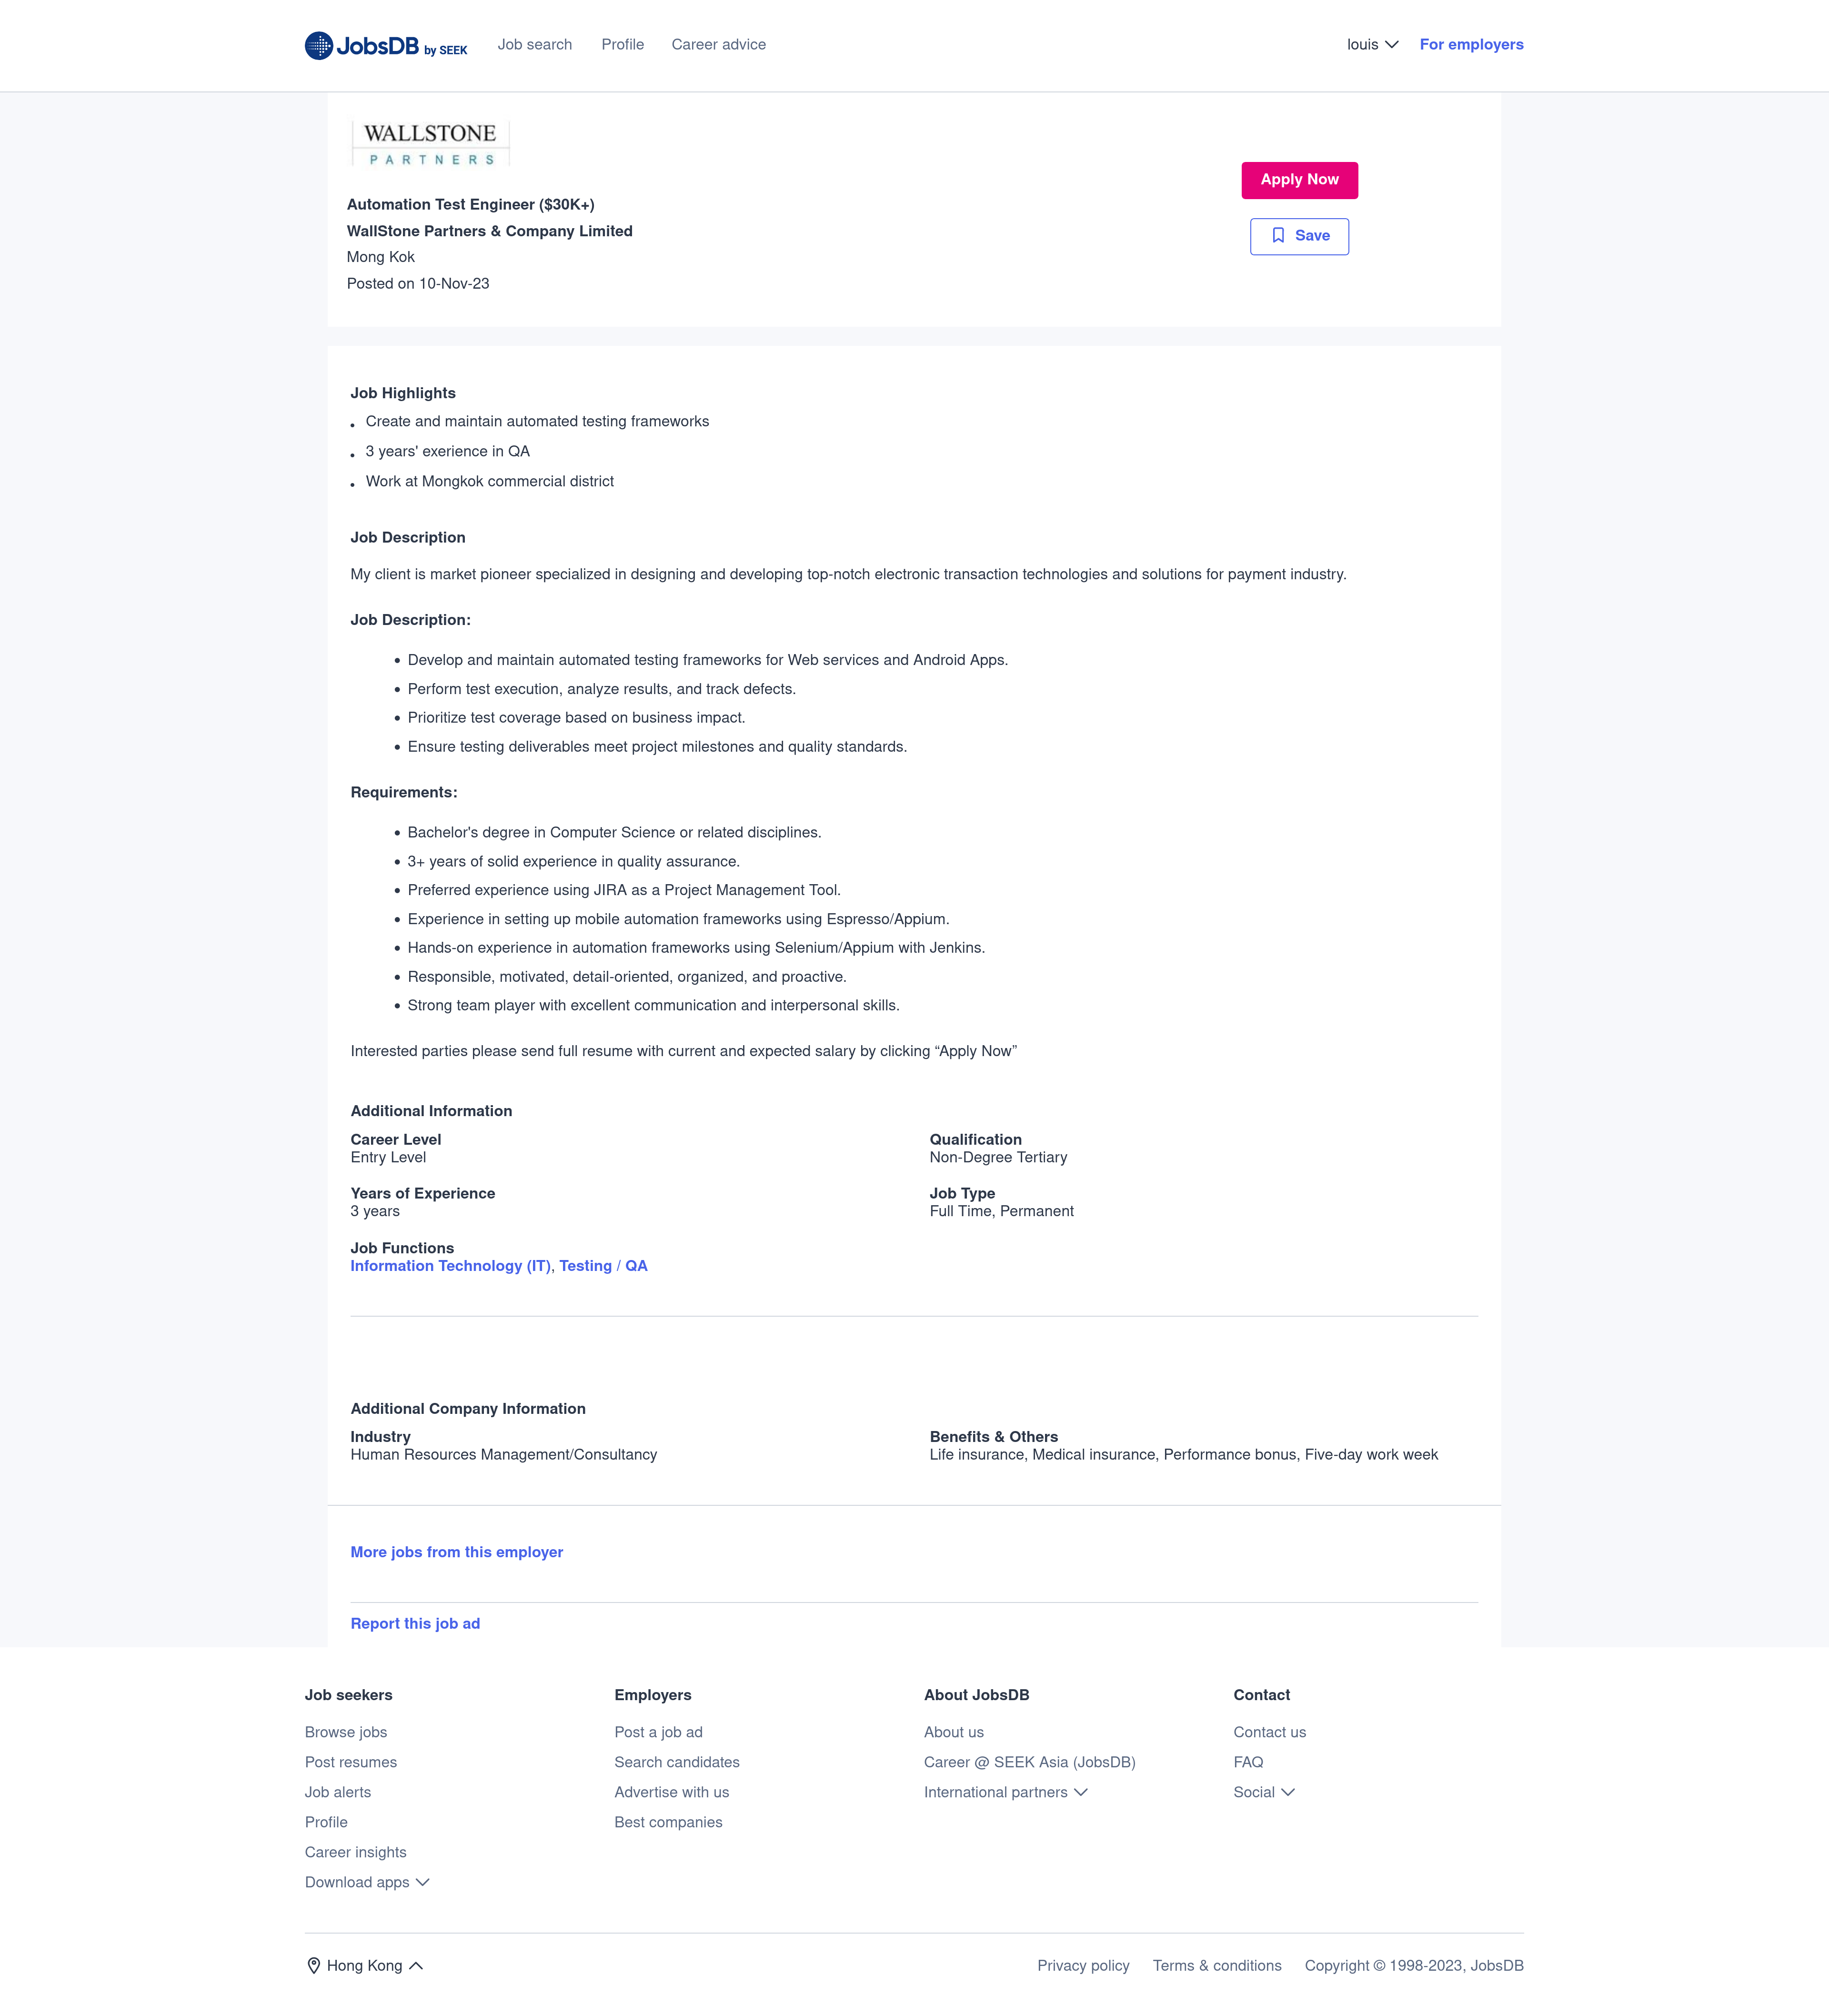 JobsDB by SEEK Job search Profile Career advice louis For employers
WALLSTONE
PARTNERS
Apply Now
Automation Test Engineer ($30K+)
WallStone Partners & Company Limited
Save
Mong Kok
Posted on 10-Nov-23
Job Highlights
Create and maintain automated testing frameworks
3 years' exerience in QA
Work at Mongkok commercial district
Job Description
My client is market pioneer specialized in designing and developing top-notch electronic transaction technologies and solutions for payment industry.
Job Description:
Develop and maintain automated testing frameworks for Web services and Android Apps.
Perform test execution, analyze results, and track defects.
Prioritize test coverage based on business impact.
Ensure testing deliverables meet project milestones and quality standards.
Requirements:
Bachelor's degree in Computer Science or related disciplines.
3+ years of solid experience in quality assurance.
Preferred experience using JIRA as a Project Management Tool.
Experience in setting up mobile automation frameworks using Espresso/Appium.
Hands-on experience in automation frameworks using Selenium/Appium with Jenkins.
Responsible, motivated, detail-oriented, organized, and proactive.
Strong team player with excellent communication and interpersonal skills.
Interested parties please send full resume with current and expected salary by clicking “Apply Now”
Additional Information
Career Level
Entry Level
Qualification
Non-Degree Tertiary
Years of Experience
3 years
Job Type
Full Time, Permanent
Job Functions
Information Technology (IT), Testing / QA
Additional Company Information
Industry
Human Resources Management/Consultancy
Benefits & Others
Life insurance, Medical insurance, Performance bonus, Five-day work week
More jobs from this employer
Report this job ad
Job seekers
Browse jobs
Post resumes
Job alerts
Profile
Career insights
Download apps
Employers
Post a job ad
Search candidates
Advertise with us
Best companies
About JobsDB
About us
Career @ SEEK Asia (JobsDB)
International partners
Contact
Contact us
FAQ
Social
Hong Kong
Privacy policy Terms & conditions Copyright © 1998-2023, JobsDB